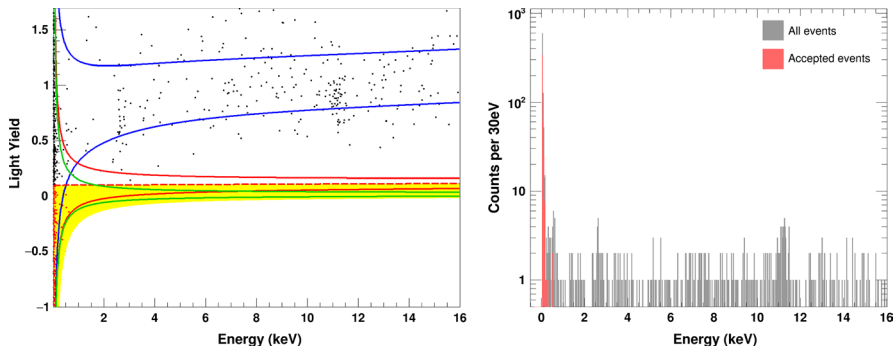 1.5
1
0.5
0
−0.5
−1
Light Yield
2 4 6 8 10 12 14 16
Energy (keV)
10³
10²
10
1
Counts per 30eV
All events
Accepted events
0 2 4 6 8 10 12 14 16
Energy (keV)